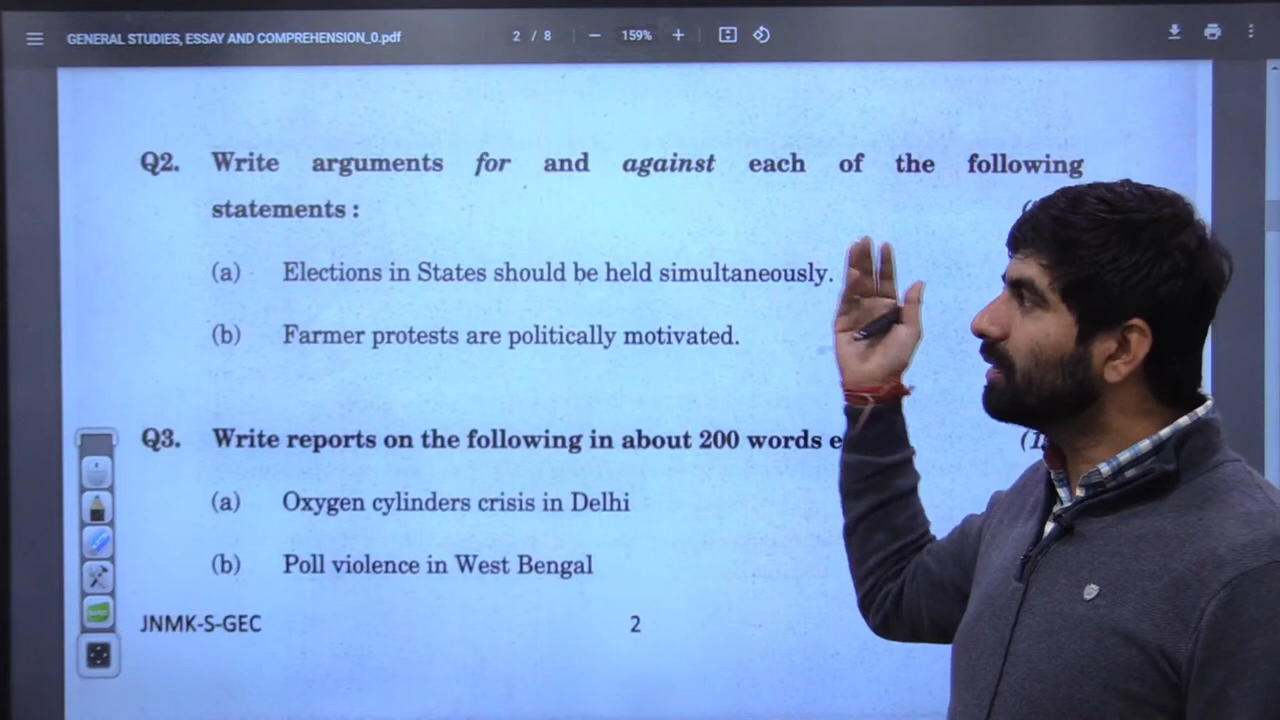 GENERAL STUDIES, ESSAY AND COMPREHENSION_0.pdf 2 / 8 159%
Q2. Write arguments for and against each of the following
statements :
(a) Elections in States should be held simultaneously.
(b) Farmer protests are politically motivated.
Q3. Write reports on the following in about 200 words
(a) Oxygen cylinders crisis in Delhi
(b) Poll violence in West Bengal
JNMK-S-GEC 2